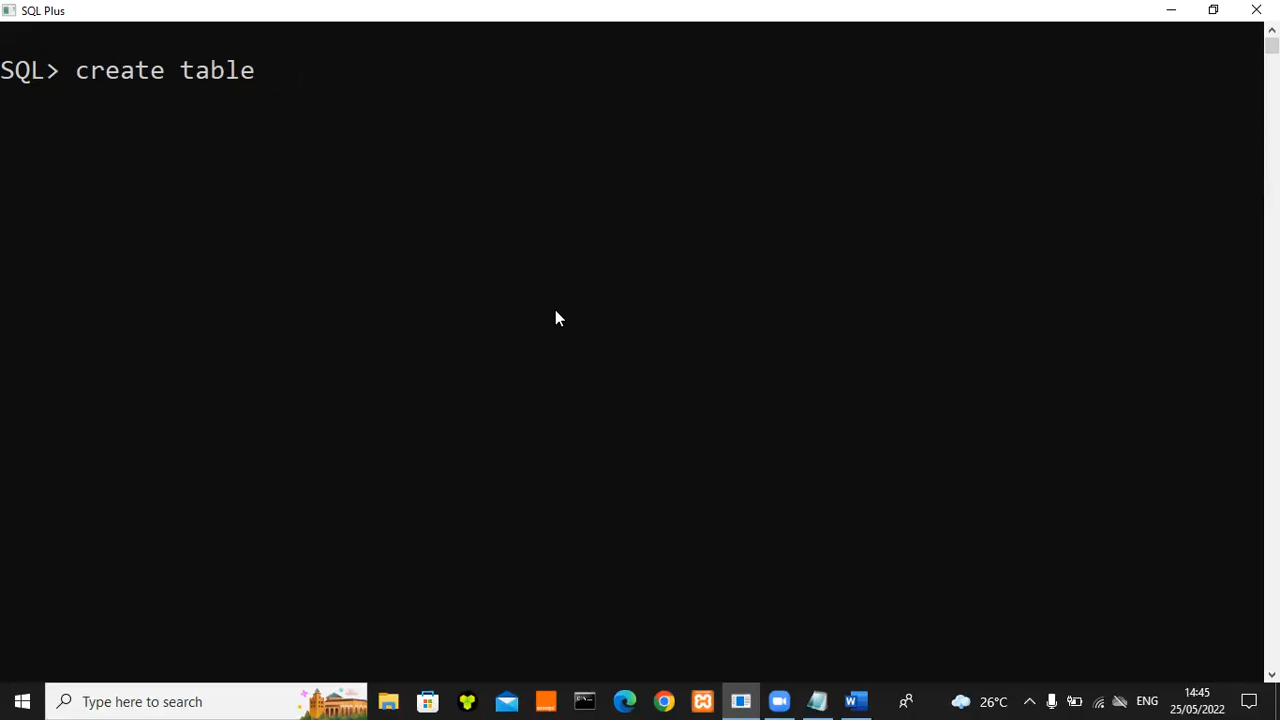 SQL Plus
SQL> create table
Type here to search
26°C
ENG
14:45
25/05/2022